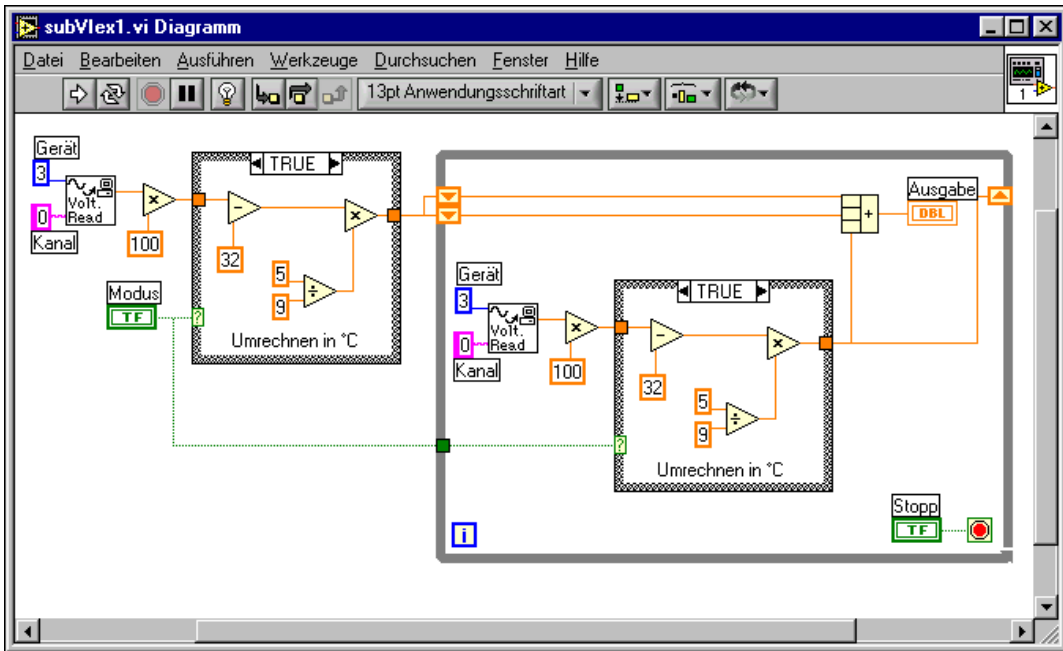 subVIex1.vi Diagramm
Datei Bearbeiten Ausführen Werkzeuge Durchsuchen Fenster Hilfe
13pt Anwendungsschriftart
1
Gerät
3
Volt.
Read
0
Kanal
100
TRUE
32
5
9
Umrechnen in °C
Modus
TF
?
Ausgabe
DBL
Gerät
3
Volt.
Read
0
Kanal
100
TRUE
32
5
9
?
Umrechnen in °C
i
Stopp
TF